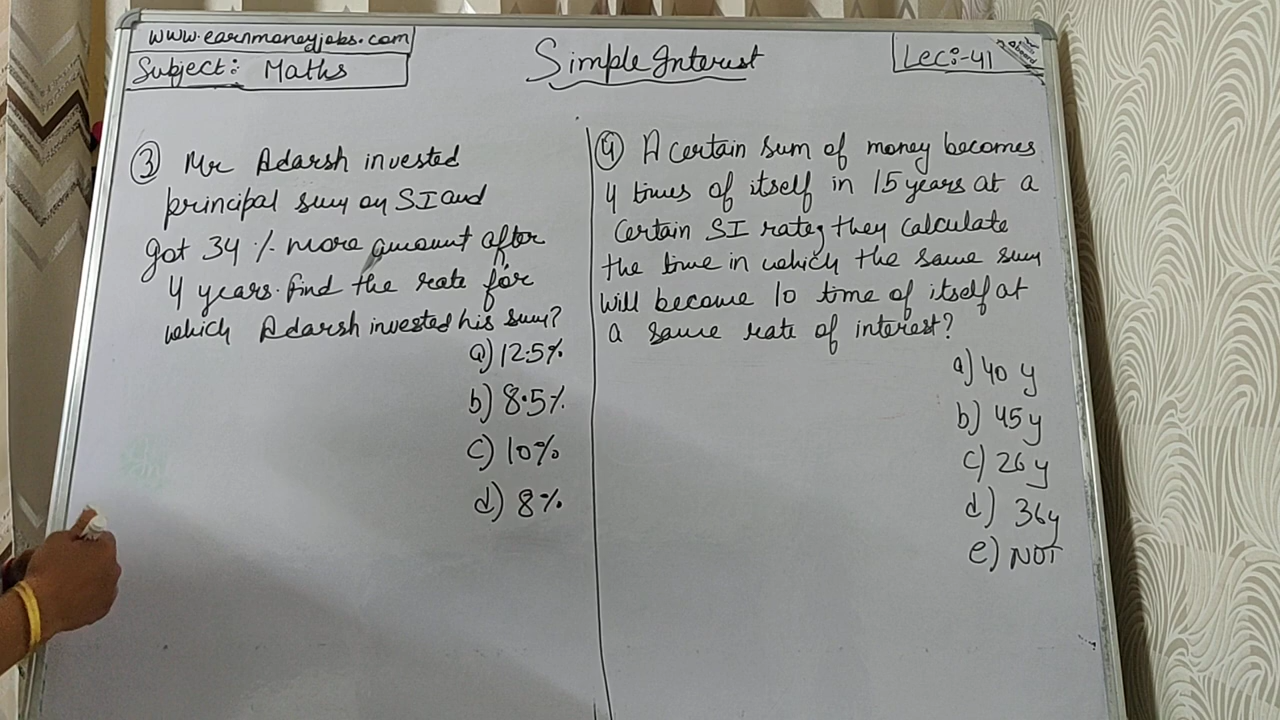 www.earnmoneyjobs.com
Subject: Maths
Simple Interest
Lec:-41
③ Mr Adarsh invested
principal sum on SI and
got 34 % more amount after
4 years. find the rate for
which Adarsh invested his sum?
a) 12.5%
b) 8.5%
c) 10%
d) 8%
④ A certain sum of money becomes
4 times of itself in 15 years at a
certain SI rate, they calculate
the time in which the same sum
will become 10 time of itself at
a same rate of interest?
a) 40 y
b) 45 y
c) 26 y
d) 36 y
e) NOT